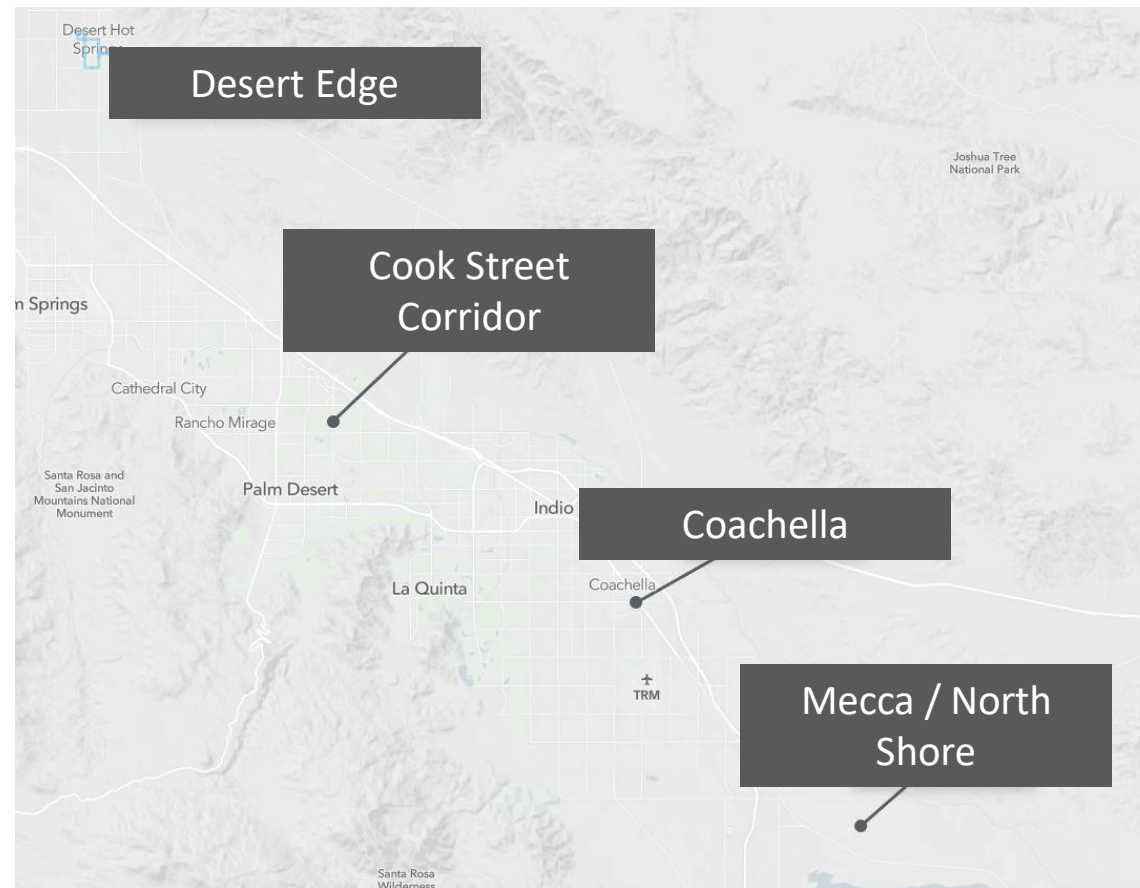 Desert Hot
Springs
Desert Edge
Joshua Tree
National Park
Cook Street
Corridor
m Springs
Cathedral City
Rancho Mirage
Santa Rosa and
San Jacinto
Mountains National
Monument
Palm Desert
Indio
Coachella
La Quinta
Coachella
TRM
Mecca / North
Shore
Santa Rosa
Wilderness